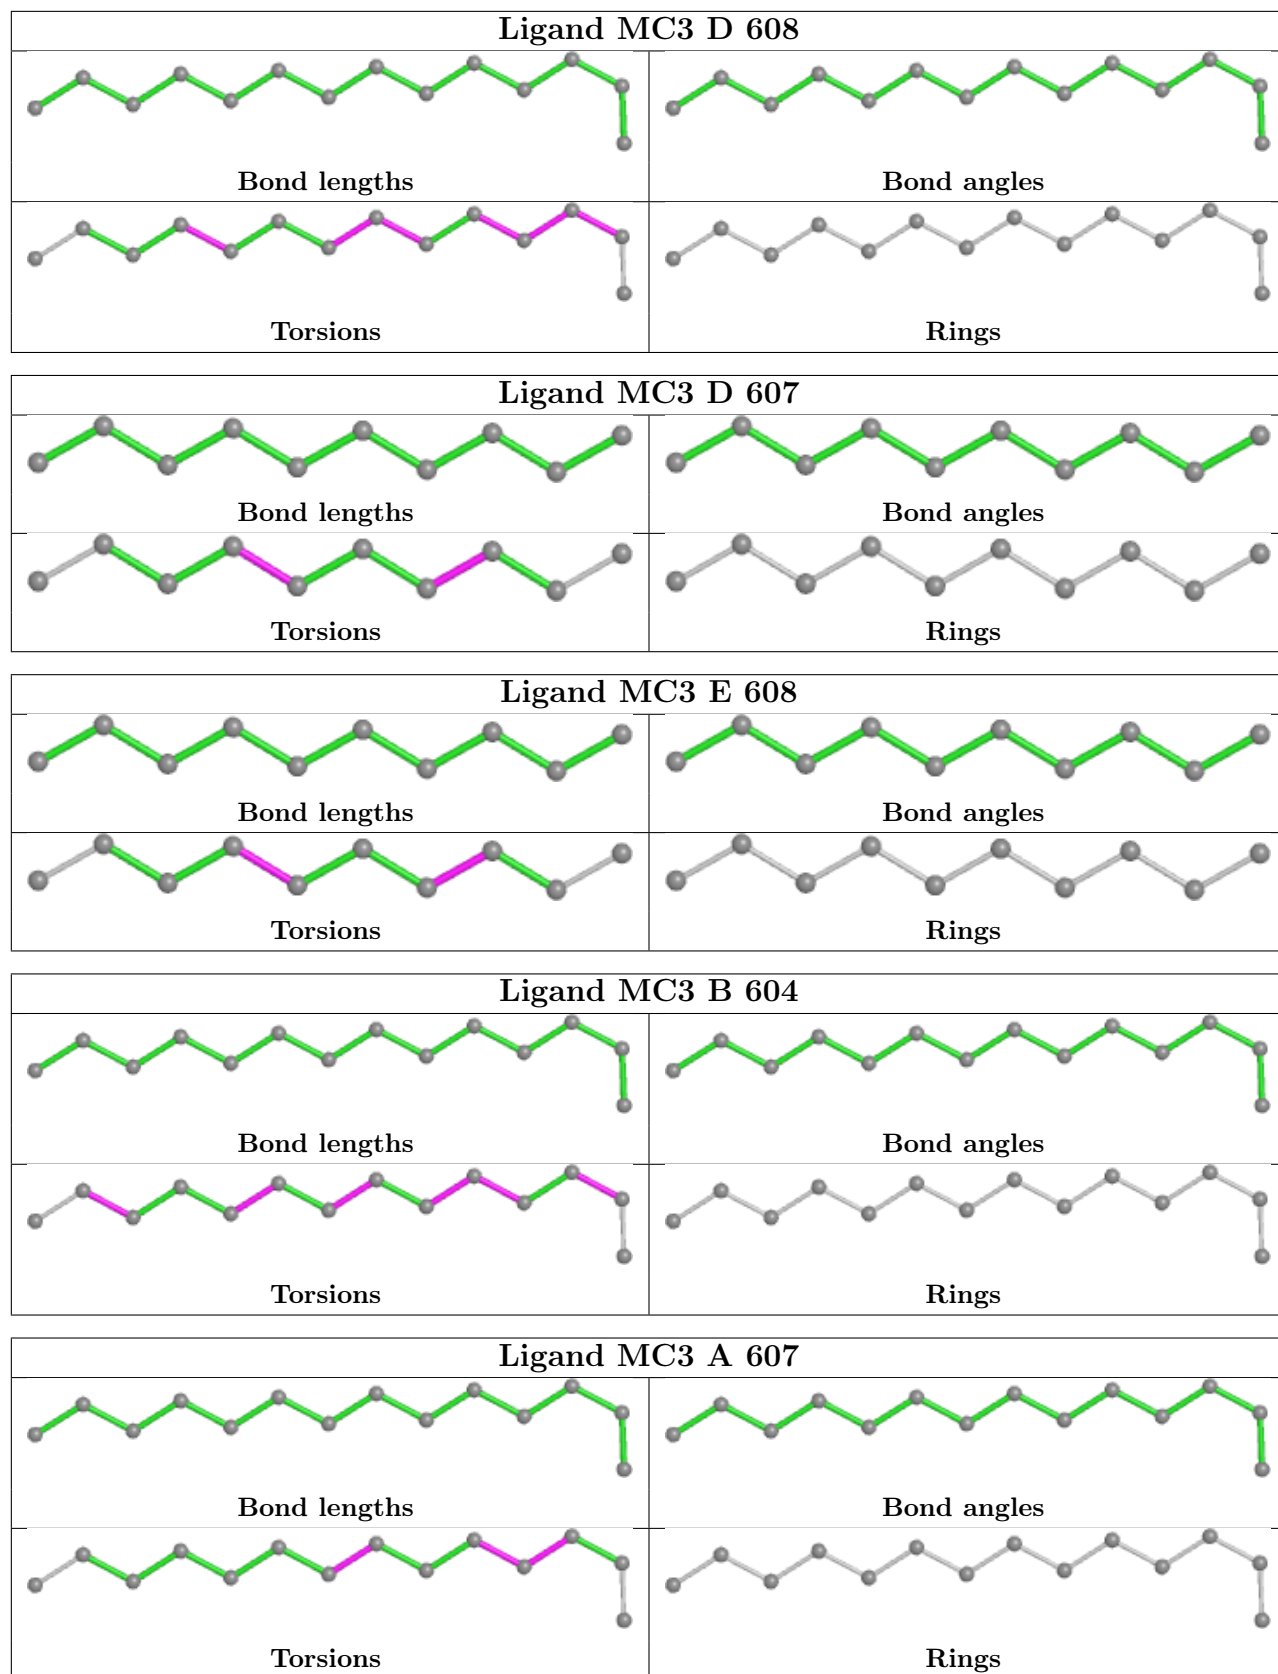 Ligand MC3 D 608
Bond lengths
Bond angles
Torsions
Rings
Ligand MC3 D 607
Bond lengths
Bond angles
Torsions
Rings
Ligand MC3 E 608
Bond lengths
Bond angles
Torsions
Rings
Ligand MC3 B 604
Bond lengths
Bond angles
Torsions
Rings
Ligand MC3 A 607
Bond lengths
Bond angles
Torsions
Rings